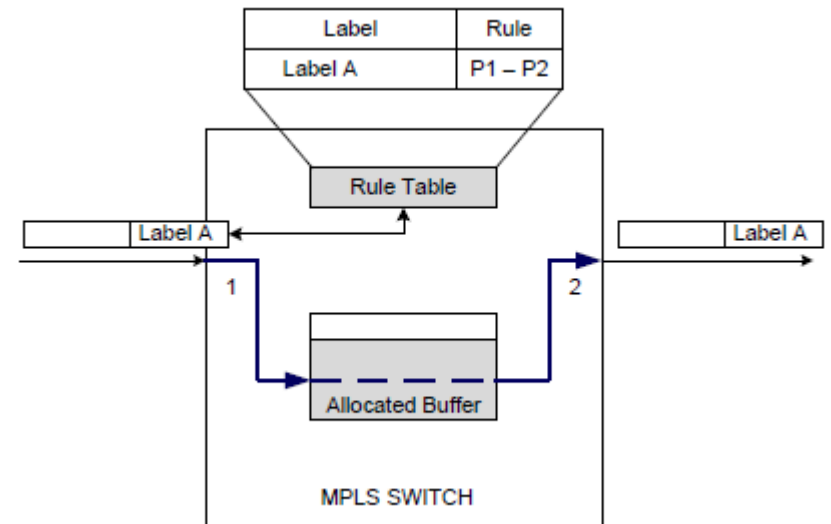 Label Rule
Label A P1 – P2
Rule Table
Label A
Label A
1
2
Allocated Buffer
MPLS SWITCH